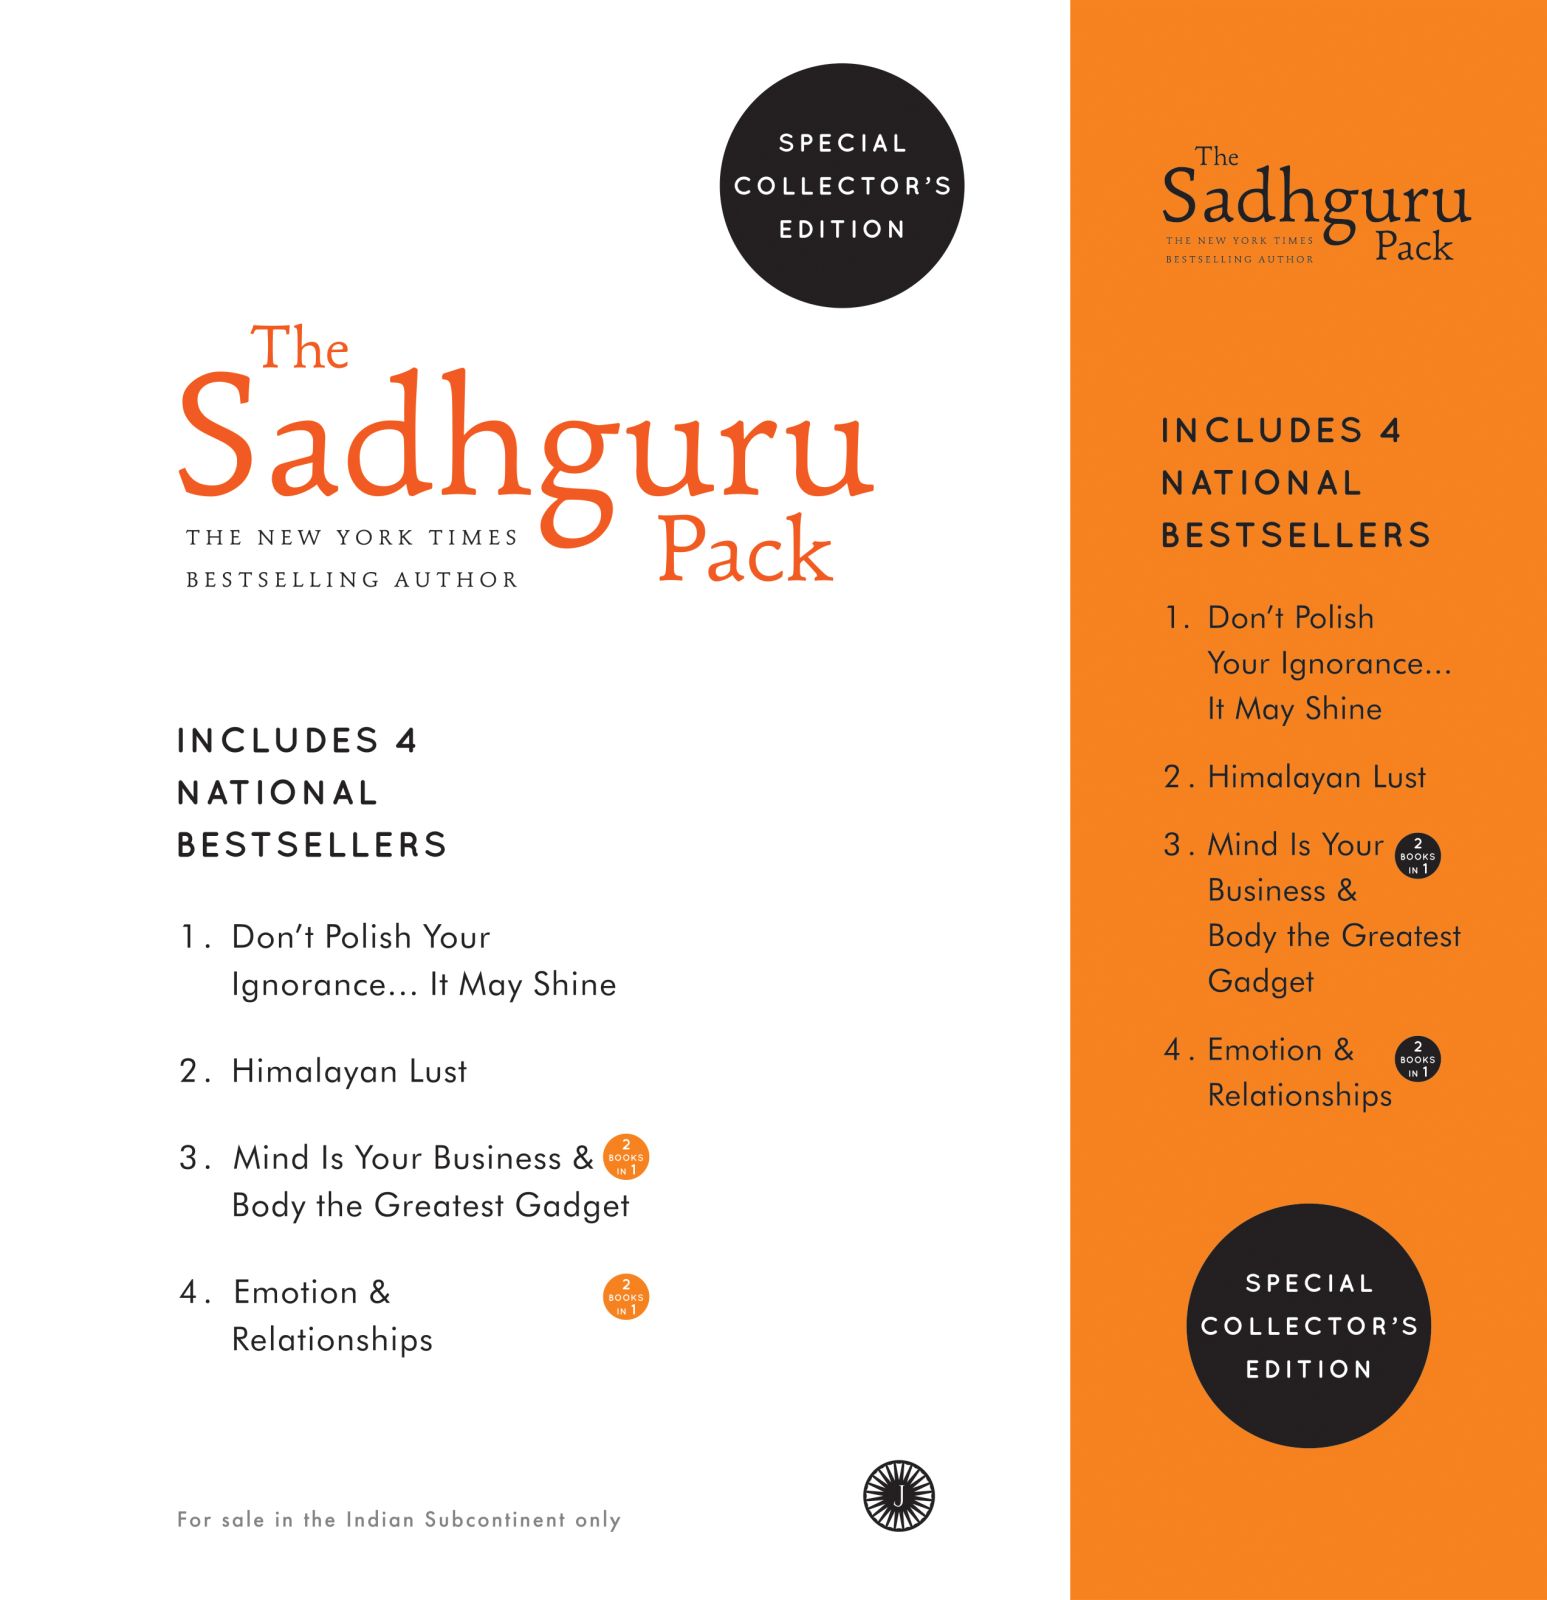 SPECIAL
COLLECTOR'S
EDITION
The
Sadhguru
Pack
THE NEW YORK TIMES
BESTSELLING AUTHOR
INCLUDES 4
NATIONAL
BESTSELLERS
1. Don't Polish Your
Ignorance... It May Shine
2. Himalayan Lust
3. Mind Is Your Business &
Body the Greatest Gadget
2
BOOKS
IN 1
4. Emotion &
Relationships
2
BOOKS
IN 1
For sale in the Indian Subcontinent only
J
The
Sadhguru
Pack
THE NEW YORK TIMES
BESTSELLING AUTHOR
INCLUDES 4
NATIONAL
BESTSELLERS
1. Don't Polish
Your Ignorance...
It May Shine
2. Himalayan Lust
3. Mind Is Your
Business &
Body the Greatest
Gadget
2
BOOKS
IN 1
4. Emotion &
Relationships
2
BOOKS
IN 1
SPECIAL
COLLECTOR'S
EDITION